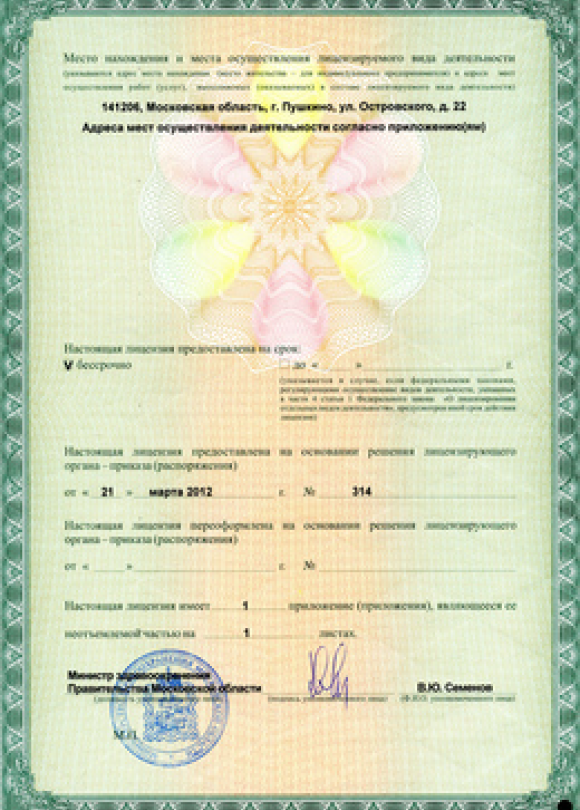 Место нахождения и места осуществления лицензируемого вида деятельности
(указывается адрес места нахождения (место жительства – для индивидуального предпринимателя) и адреса мест
осуществления работ (услуг), выполняемых (оказываемых) в составе лицензируемого вида деятельности)
141206, Московская область, г. Пушкино, ул. Островского, д. 22
Адреса мест осуществления деятельности согласно приложению(ям)
Настоящая лицензия предоставлена на срок:
V бессрочно до « » г.
(указывается в случае, если федеральными законами,
регулирующими осуществление видов деятельности, указанных
в части 4 статьи 1 Федерального закона «О лицензировании
отдельных видов деятельности», предусмотрен иной срок действия
лицензии)
Настоящая лицензия предоставлена на основании решения лицензирующего
органа – приказа (распоряжения)
от « 21 » марта 2012 г. № 314
Настоящая лицензия переоформлена на основании решения лицензирующего
органа – приказа (распоряжения)
от « » г. №
Настоящая лицензия имеет 1 приложение (приложения), являющееся ее
неотъемлемой частью на 1 листах.
Министр здравоохранения
Правительства Московской области В.Ю. Семенов
(подпись уполномоченного лица) (Ф.И.О. уполномоченного лица)
М.П.